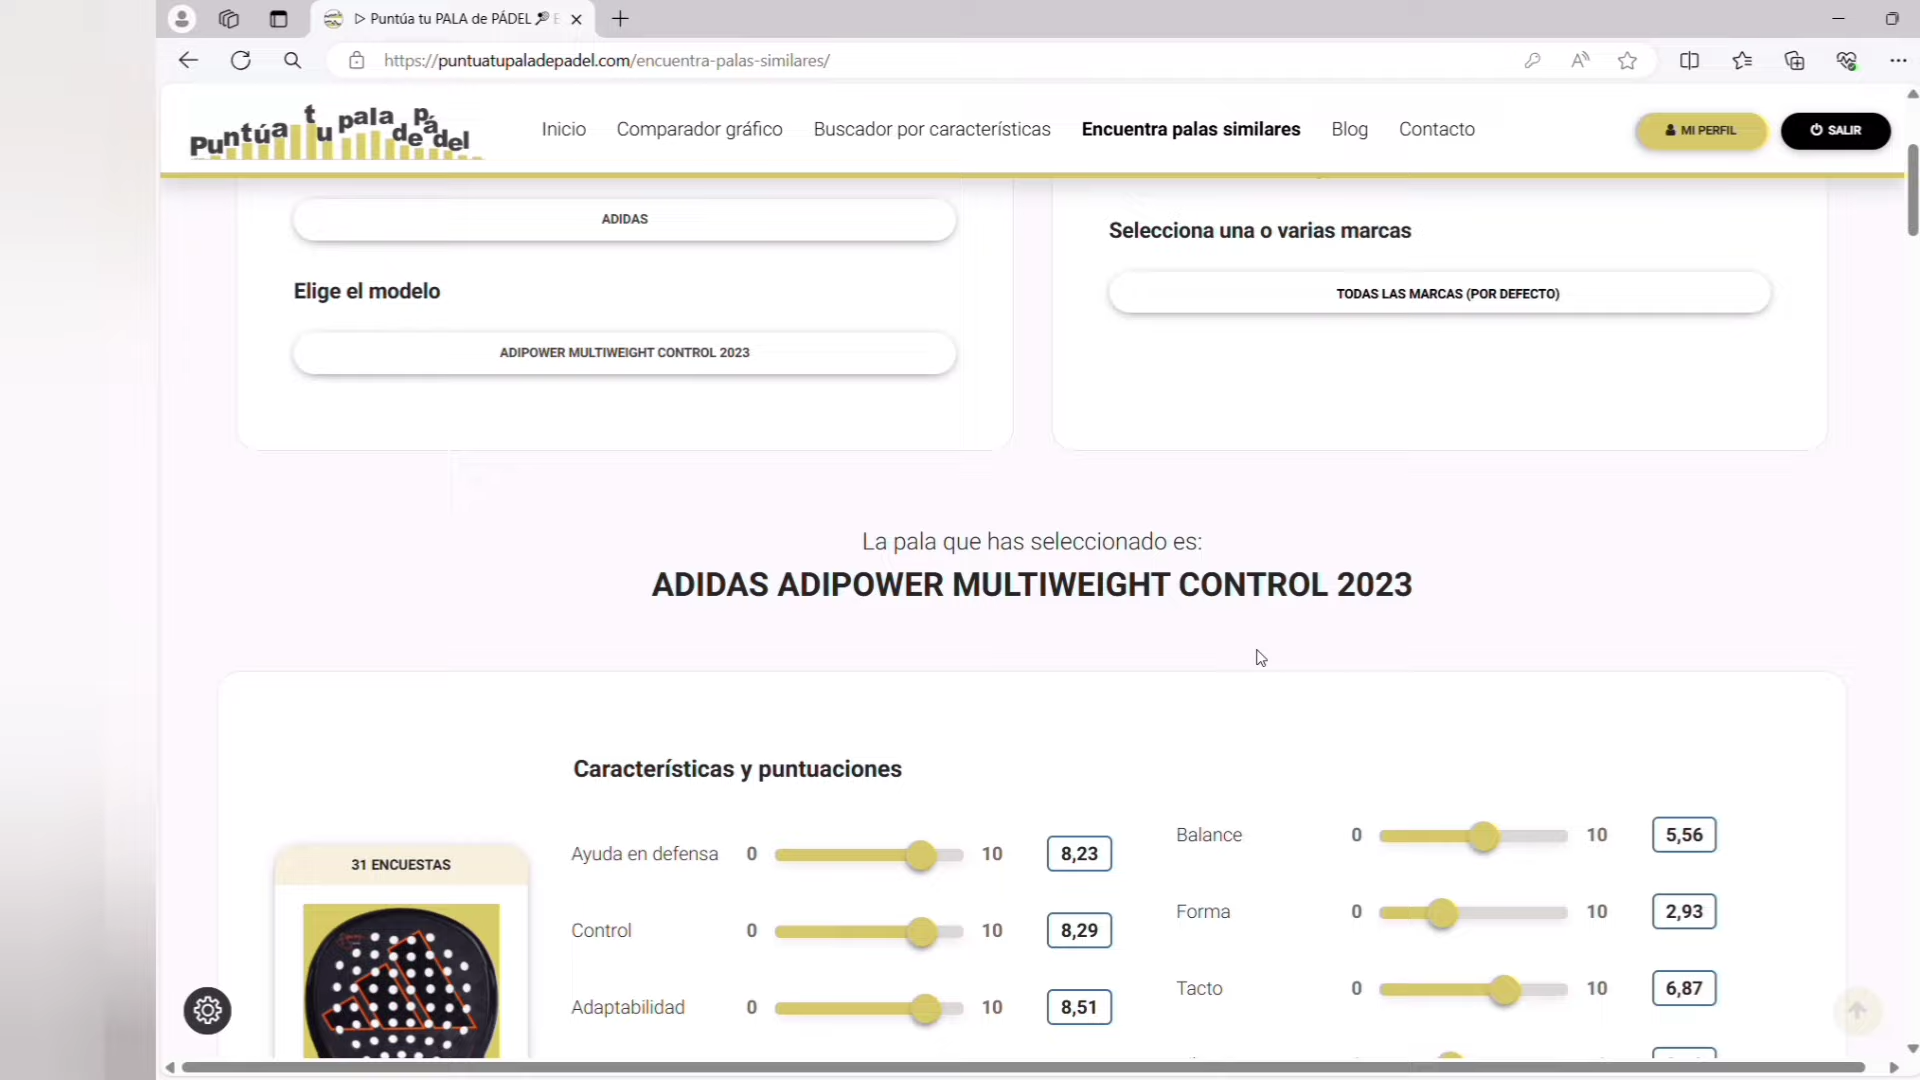 Puntúa tu PALA de PÁDEL
https://puntuatupaladepadel.com/encuentra-palas-similares/
Puntúa tu pala de pádel
Inicio
Comparador gráfico
Buscador por características
Encuentra palas similares
Blog
Contacto
MI PERFIL
SALIR
ADIDAS
Elige el modelo
ADIPOWER MULTIWEIGHT CONTROL 2023
Selecciona una o varias marcas
TODAS LAS MARCAS (POR DEFECTO)
La pala que has seleccionado es:
ADIDAS ADIPOWER MULTIWEIGHT CONTROL 2023
Características y puntuaciones
31 ENCUESTAS
Ayuda en defensa 0 10 8,23
Control 0 10 8,29
Adaptabilidad 0 10 8,51
Balance 0 10 5,56
Forma 0 10 2,93
Tacto 0 10 6,87